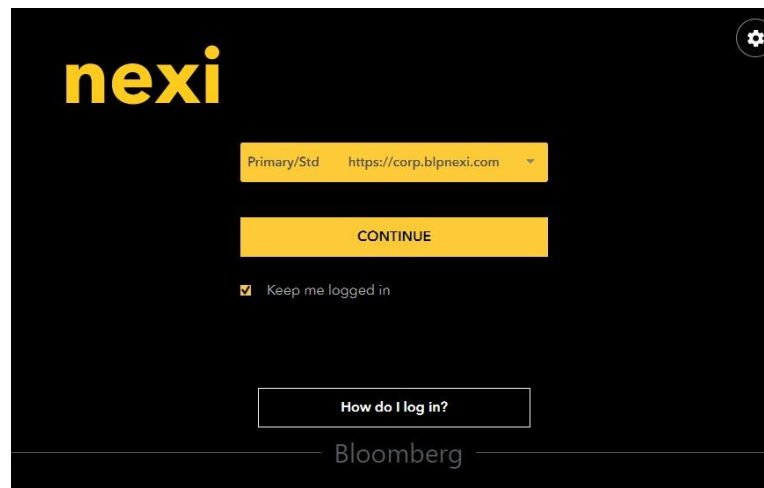 nexi
Primary/Std https://corp.blpnexi.com
CONTINUE
Keep me logged in
How do I log in?
Bloomberg